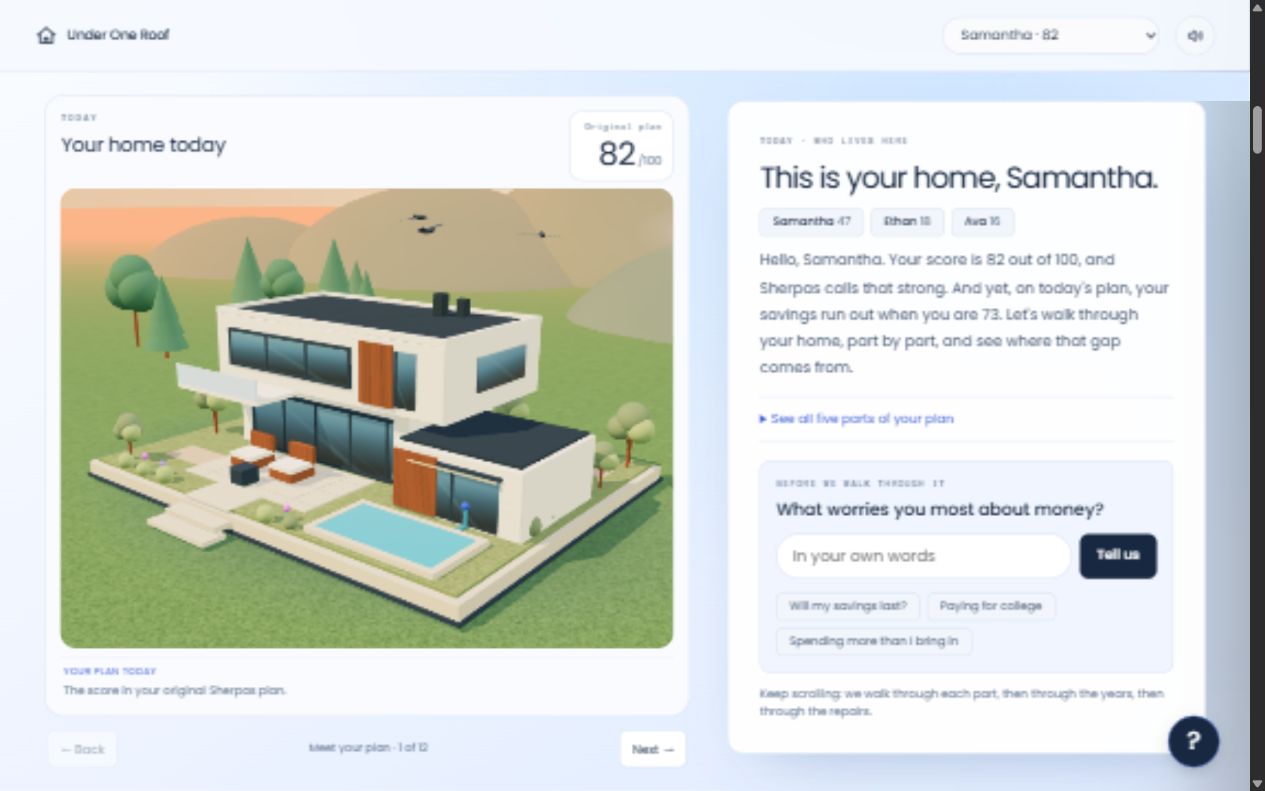 Under One Roof
Samantha · 82
TODAY
Your home today
Original plan
82 /100
YOUR PLAN TODAY
The score in your original Sherpas plan.
← Back
Meet your plan · 1 of 12
Next →
TODAY · WHO LIVES HERE
This is your home, Samantha.
Samantha 47
Ethan 18
Ava 16
Hello, Samantha. Your score is 82 out of 100, and
Sherpas calls that strong. And yet, on today's plan, your
savings run out when you are 73. Let's walk through
your home, part by part, and see where that gap
comes from.
▸ See all five parts of your plan
BEFORE WE WALK THROUGH IT
What worries you most about money?
In your own words
Tell us
Will my savings last?
Paying for college
Spending more than I bring in
Keep scrolling: we walk through each part, then through the years, then
through the repairs.
?